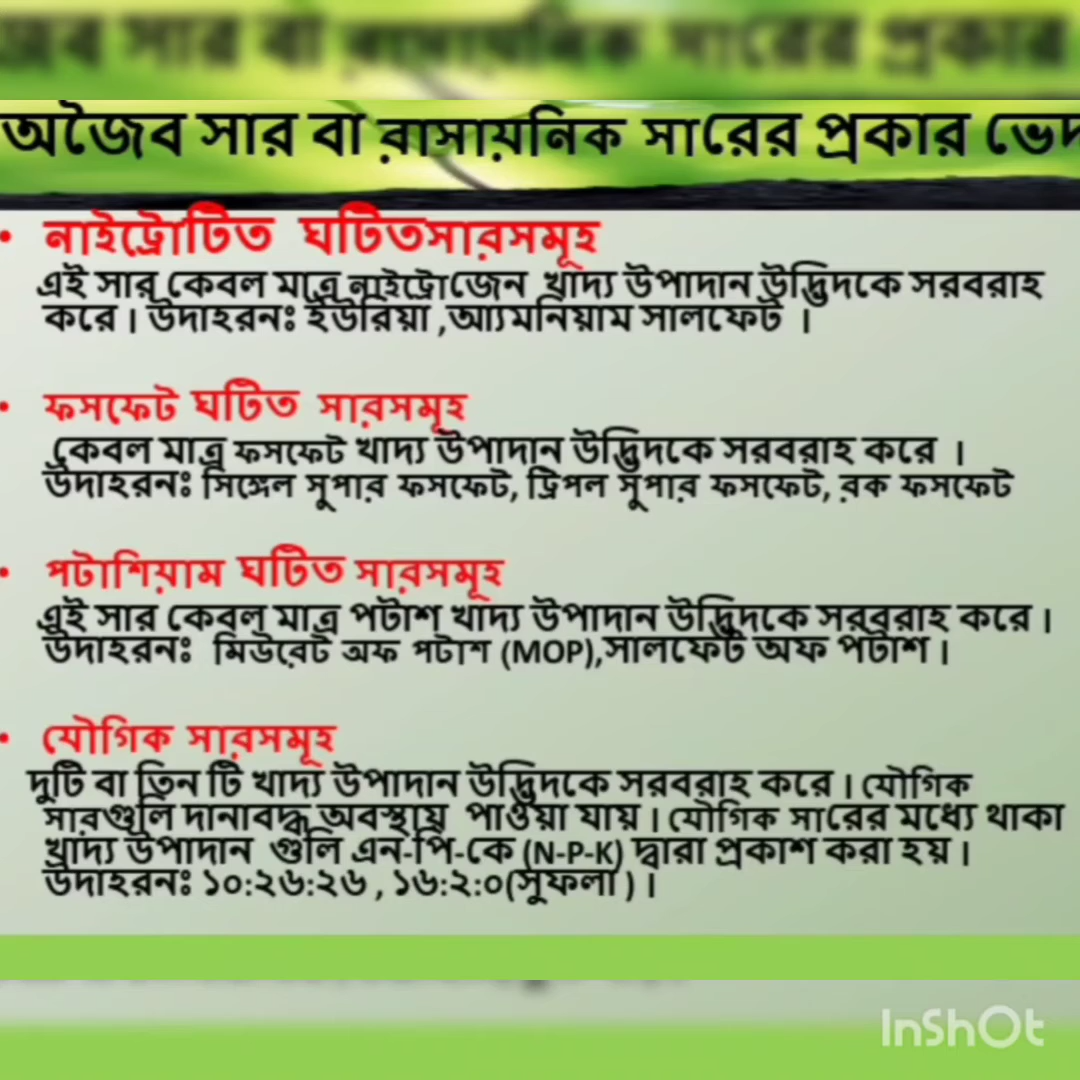 অজৈব সার বা রাসায়নিক সারের প্রকার
অজৈব সার বা রাসায়নিক সারের প্রকার ভেদ
• নাইট্রোটিত ঘটিতসারসমূহ
এই সার কেবল মাত্রে নাইট্রোজেন খাদ্য উপাদান উদ্ভিদকে সরবরাহ
করে। উদাহরনঃ ইউরিয়া ,অ্যামনিয়াম সালফেট ।
• ফসফেট ঘটিত সারসমূহ
কেবল মাত্র ফসফেট খাদ্য উপাদান উদ্ভিদকে সরবরাহ করে ।
উদাহরনঃ সিঙ্গেল সুপার ফসফেট, ট্রিপল সুপার ফসফেট, রক ফসফেট
• পটাশিয়াম ঘটিত সারসমূহ
এই সার কেবল মাত্র পটাশ খাদ্য উপাদান উদ্ভিদকে সরবরাহ করে।
উদাহরনঃ মিউরেট অফ পটাশ (MOP),সালফেট অফ পটাশ।
• যৌগিক সারসমূহ
দুটি বা তিন টি খাদ্য উপাদান উদ্ভিদকে সরবরাহ করে। যৌগিক
সারগুলি দানাবদ্ধ অবস্থায় পাওয়া যায়। যৌগিক সারের মধ্যে থাকা
খাদ্য উপাদান গুলি এন-পি-কে (N-P-K) দ্বারা প্রকাশ করা হয়।
উদাহরনঃ ১০:২৬:২৬ , ১৬:২:০(সুফলা )।
InShOt